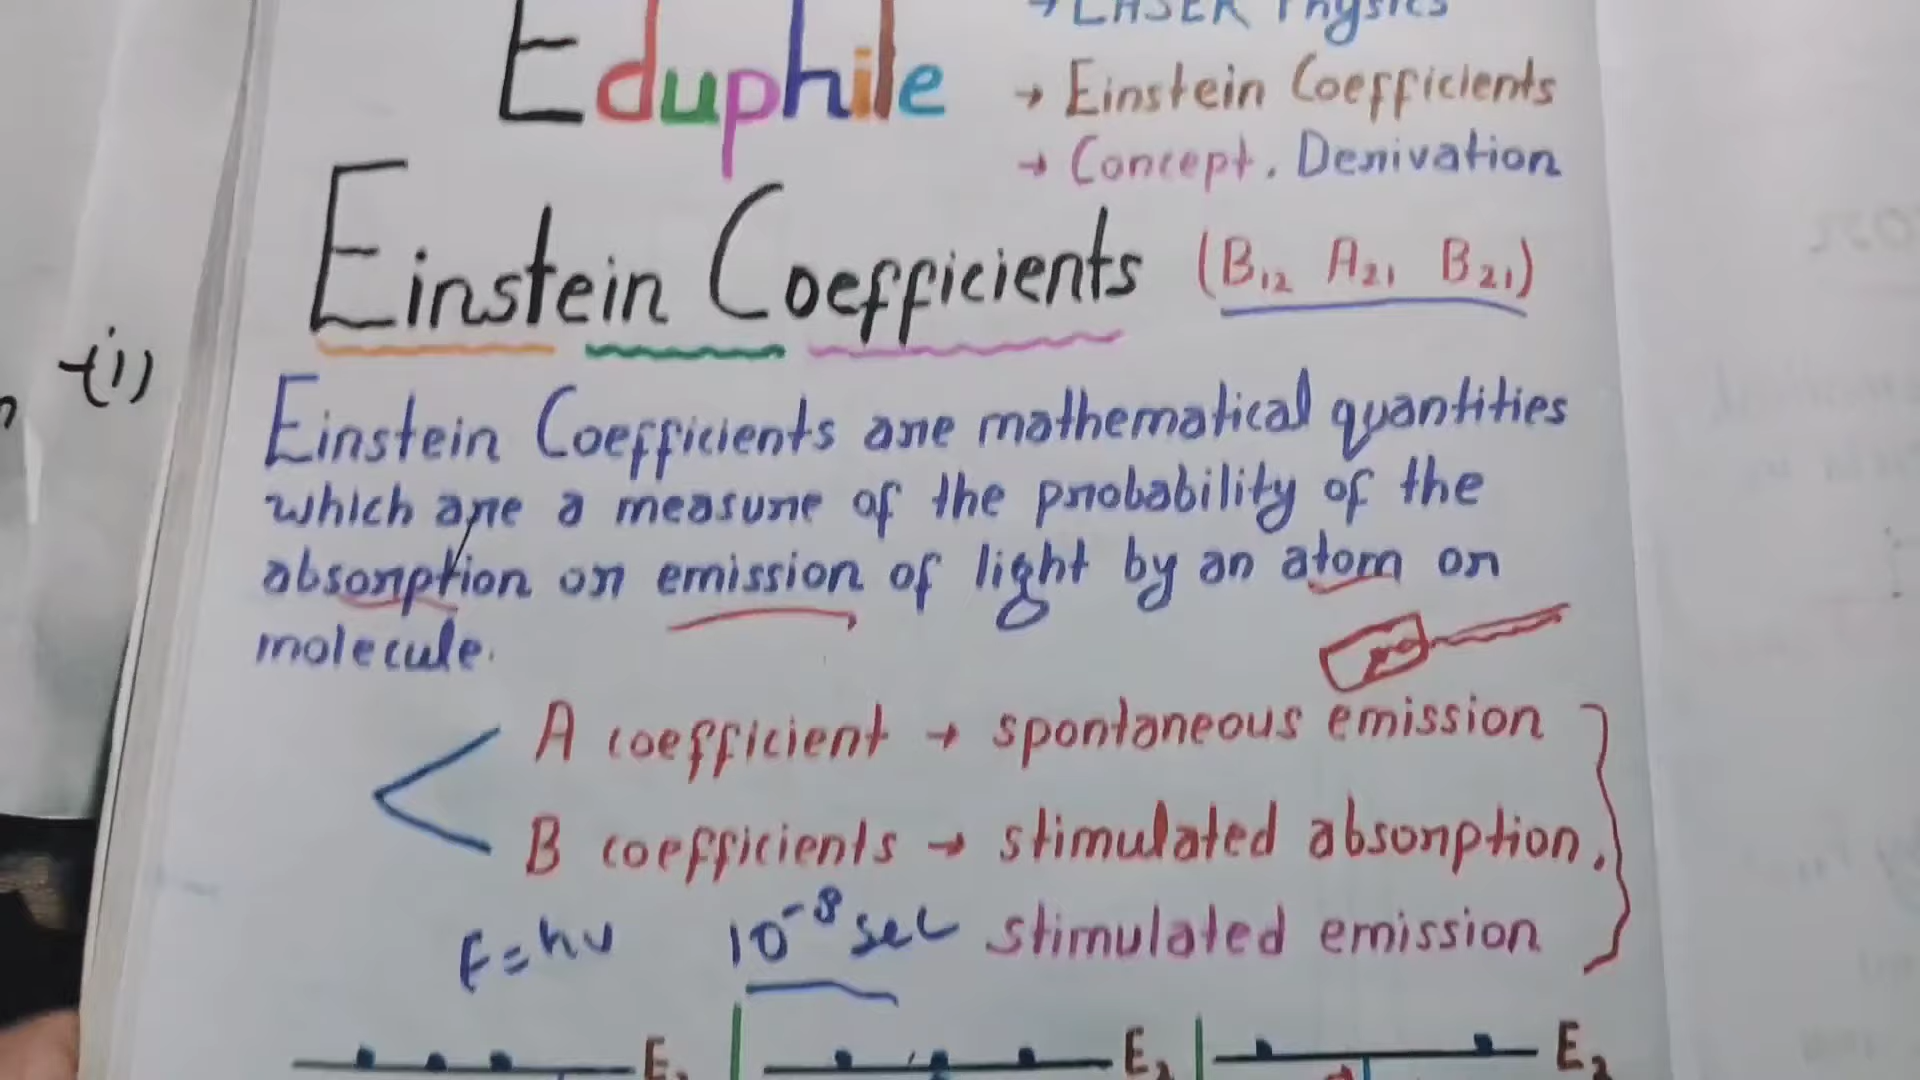 Eduphile
→ LASER Physics
→ Einstein Coefficients
→ Concept. Derivation
Einstein Coefficients (B₁₂ A₂₁ B₂₁)
-(i)
Einstein Coefficients are mathematical quantities
which are a measure of the probability of the
absorption or emission of light by an atom or
molecule.
A coefficient → spontaneous emission
B coefficients → stimulated absorption,
E=hν 10⁻⁸ sec stimulated emission
E₂ E₂ E₂